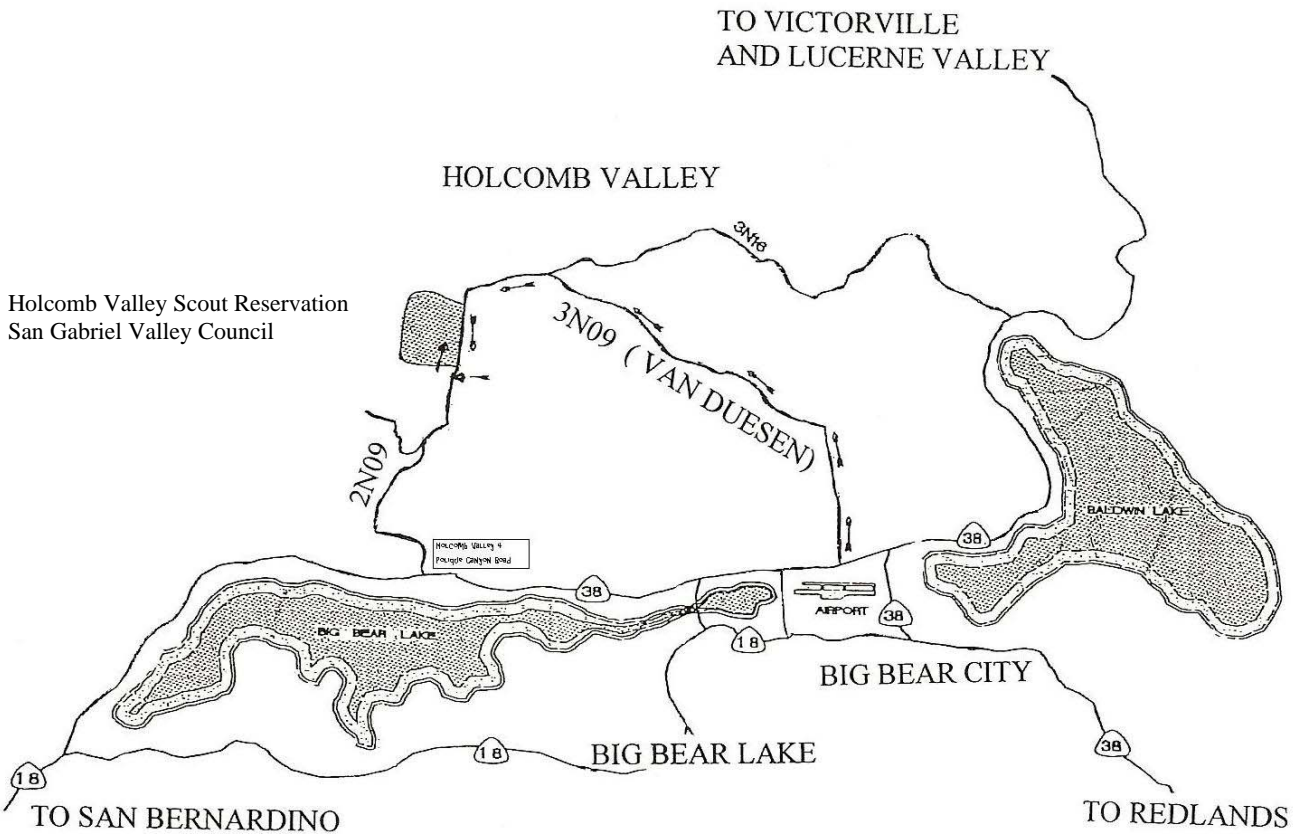 TO VICTORVILLE
AND LUCERNE VALLEY
HOLCOMB VALLEY
3N16
Holcomb Valley Scout Reservation
San Gabriel Valley Council
3N09 ( VAN DUESEN)
2N09
Holcomb Valley &
Polique Canyon Road
38
BALDWIN LAKE
38
AIRPORT
38
BIG BEAR LAKE
18
BIG BEAR CITY
BIG BEAR LAKE
18
38
18
TO SAN BERNARDINO
TO REDLANDS